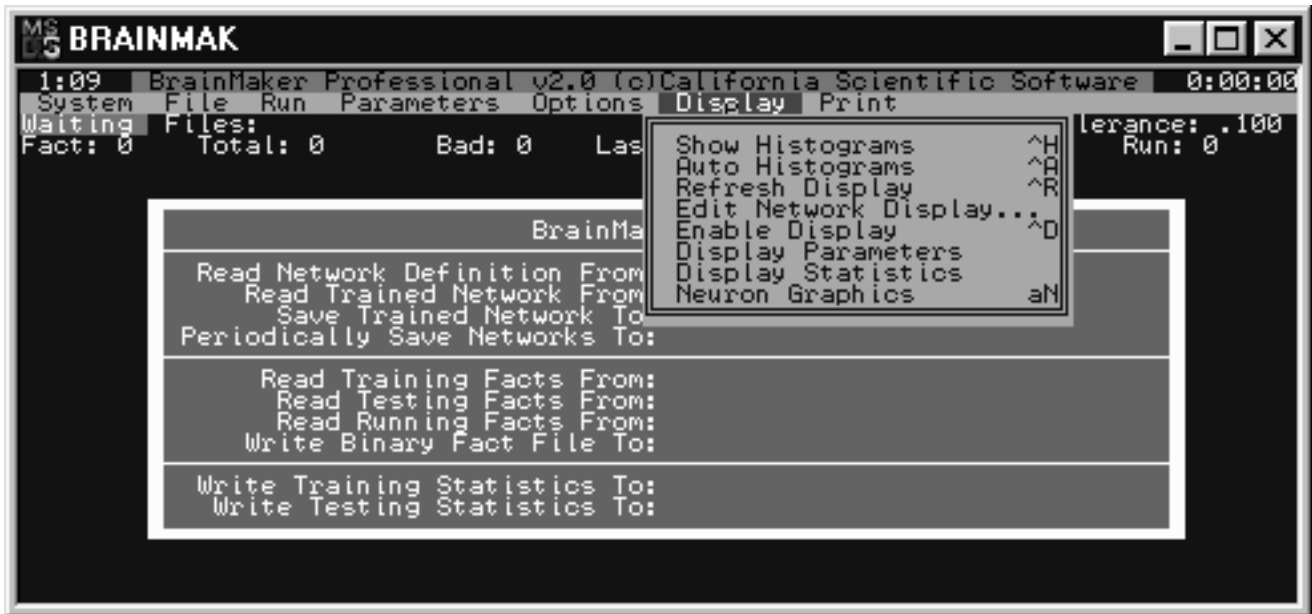 MS DOS BRAINMAK
1:09 BrainMaker Professional v2.0 (c)California Scientific Software 0:00:00
System File Run Parameters Options Display Print
Waiting Files: lerance: .100
Fact: 0 Total: 0 Bad: 0 Las Run: 0
Show Histograms ^H
Auto Histograms ^A
Refresh Display ^R
Edit Network Display...
Enable Display ^D
Display Parameters
Display Statistics
Neuron Graphics aN
BrainMa
Read Network Definition From
Read Trained Network From
Save Trained Network To
Periodically Save Networks To:
Read Training Facts From:
Read Testing Facts From:
Read Running Facts From:
Write Binary Fact File To:
Write Training Statistics To:
Write Testing Statistics To: